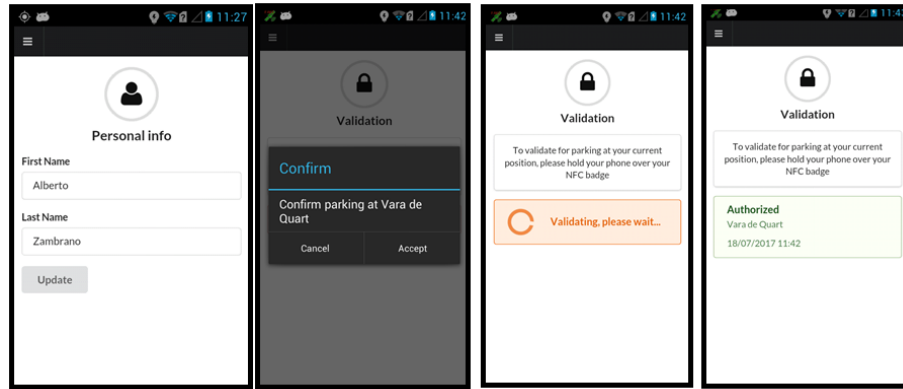 11:27
Personal info
First Name
Alberto
Last Name
Zambrano
Update
11:42
Validation
Confirm
Confirm parking at Vara de
Quart
Cancel
Accept
11:42
Validation
To validate for parking at your current
position, please hold your phone over your
NFC badge
Validating, please wait...
Validation
To validate for parking at your current
position, please hold your phone over your
NFC badge
Authorized
Vara de Quart
18/07/2017 11:42